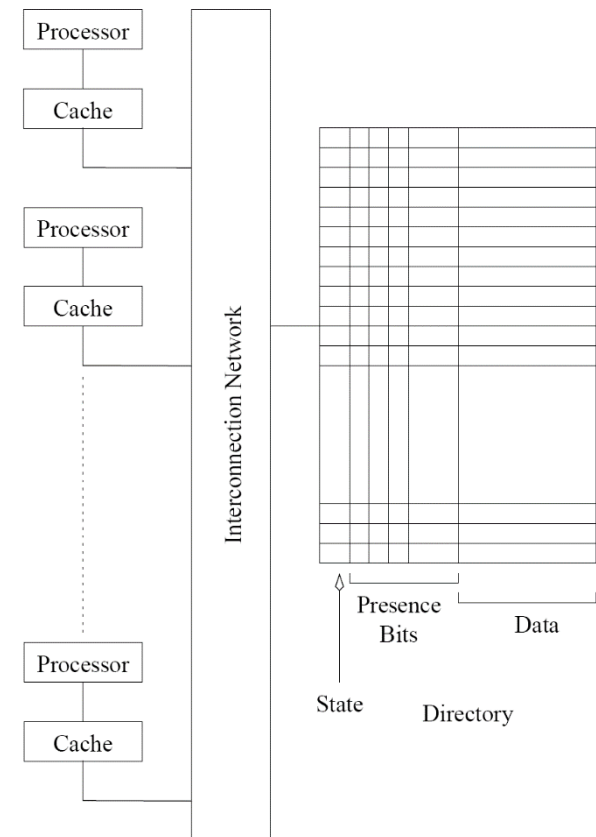 Processor
Cache
Processor
Cache
Interconnection Network
Processor
Cache
Presence
Bits
Data
State
Directory